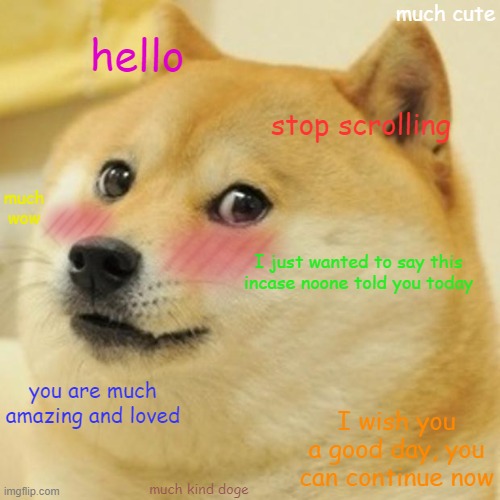 much cute
hello
stop scrolling
much
wow
I just wanted to say this
incase noone told you today
you are much
amazing and loved
I wish you
a good day, you
can continue now
much kind doge
imgflip.com